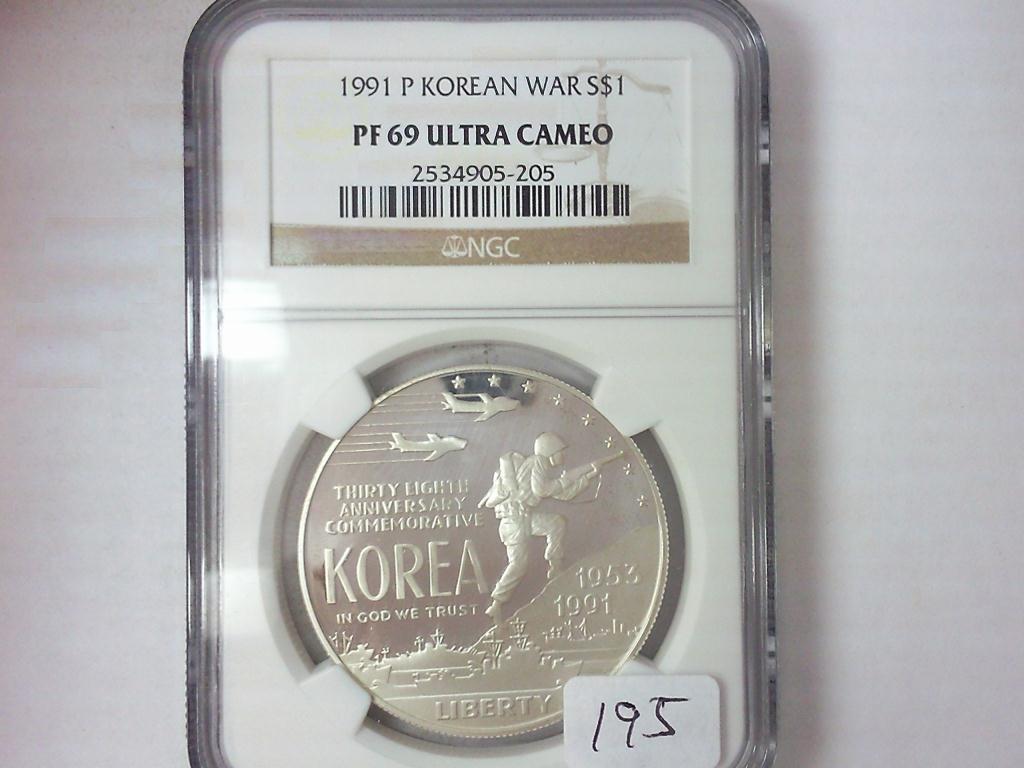 1991 P KOREAN WAR S$1
PF 69 ULTRA CAMEO
2534905-205
NGC
THIRTY EIGHTH
ANNIVERSARY
COMMEMORATIVE
KOREA
IN GOD WE TRUST
1953
1991
LIBERTY
195